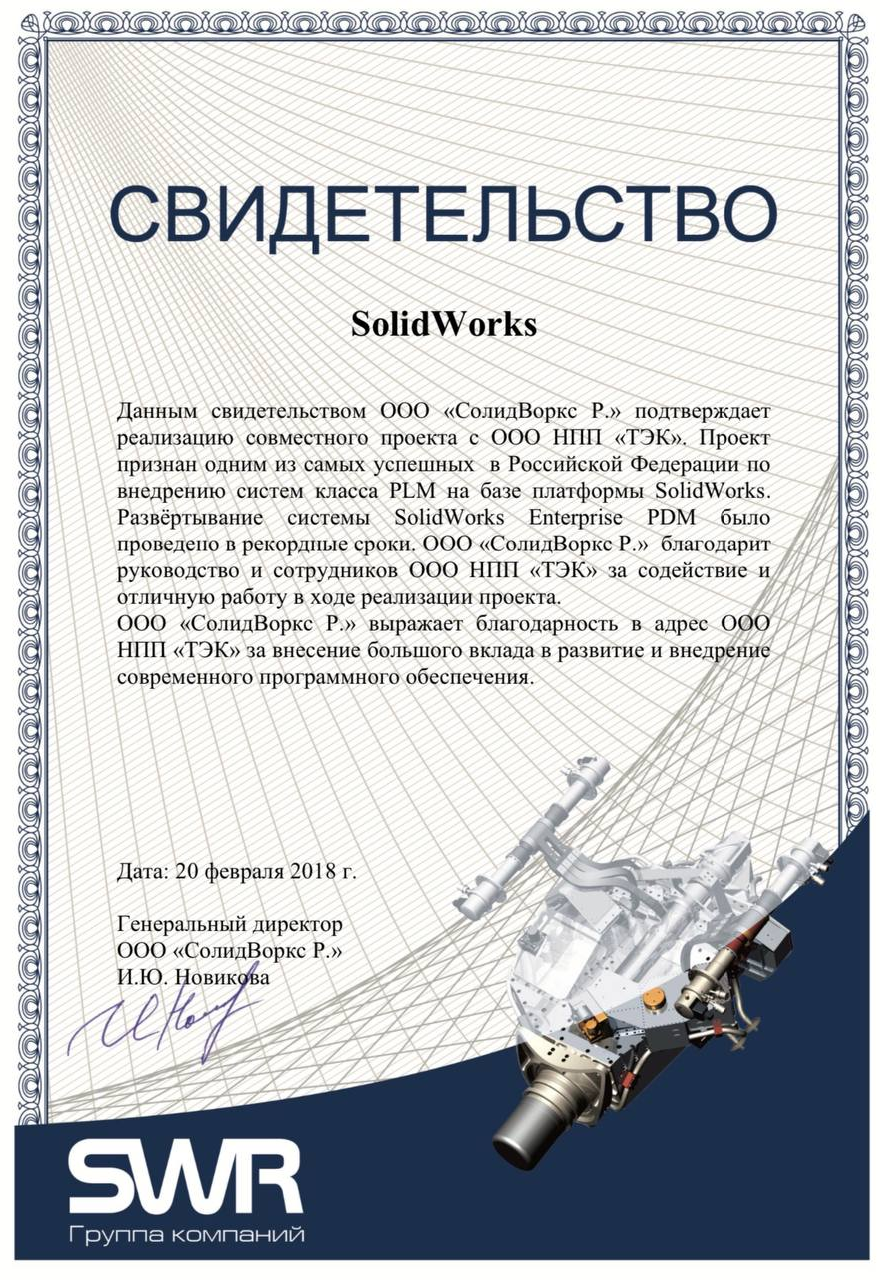 СВИДЕТЕЛЬСТВО
SolidWorks
Данным свидетельством ООО «СолидВоркс Р.» подтверждает
реализацию совместного проекта с ООО НПП «ТЭК». Проект
признан одним из самых успешных в Российской Федерации по
внедрению систем класса PLM на базе платформы SolidWorks.
Развёртывание системы SolidWorks Enterprise PDM было
проведено в рекордные сроки. ООО «СолидВоркс Р.» благодарит
руководство и сотрудников ООО НПП «ТЭК» за содействие и
отличную работу в ходе реализации проекта.
ООО «СолидВоркс Р.» выражает благодарность в адрес ООО
НПП «ТЭК» за внесение большого вклада в развитие и внедрение
современного программного обеспечения.
Дата: 20 февраля 2018 г.
Генеральный директор
ООО «СолидВоркс Р.»
И.Ю. Новикова
SWR
Группа компаний